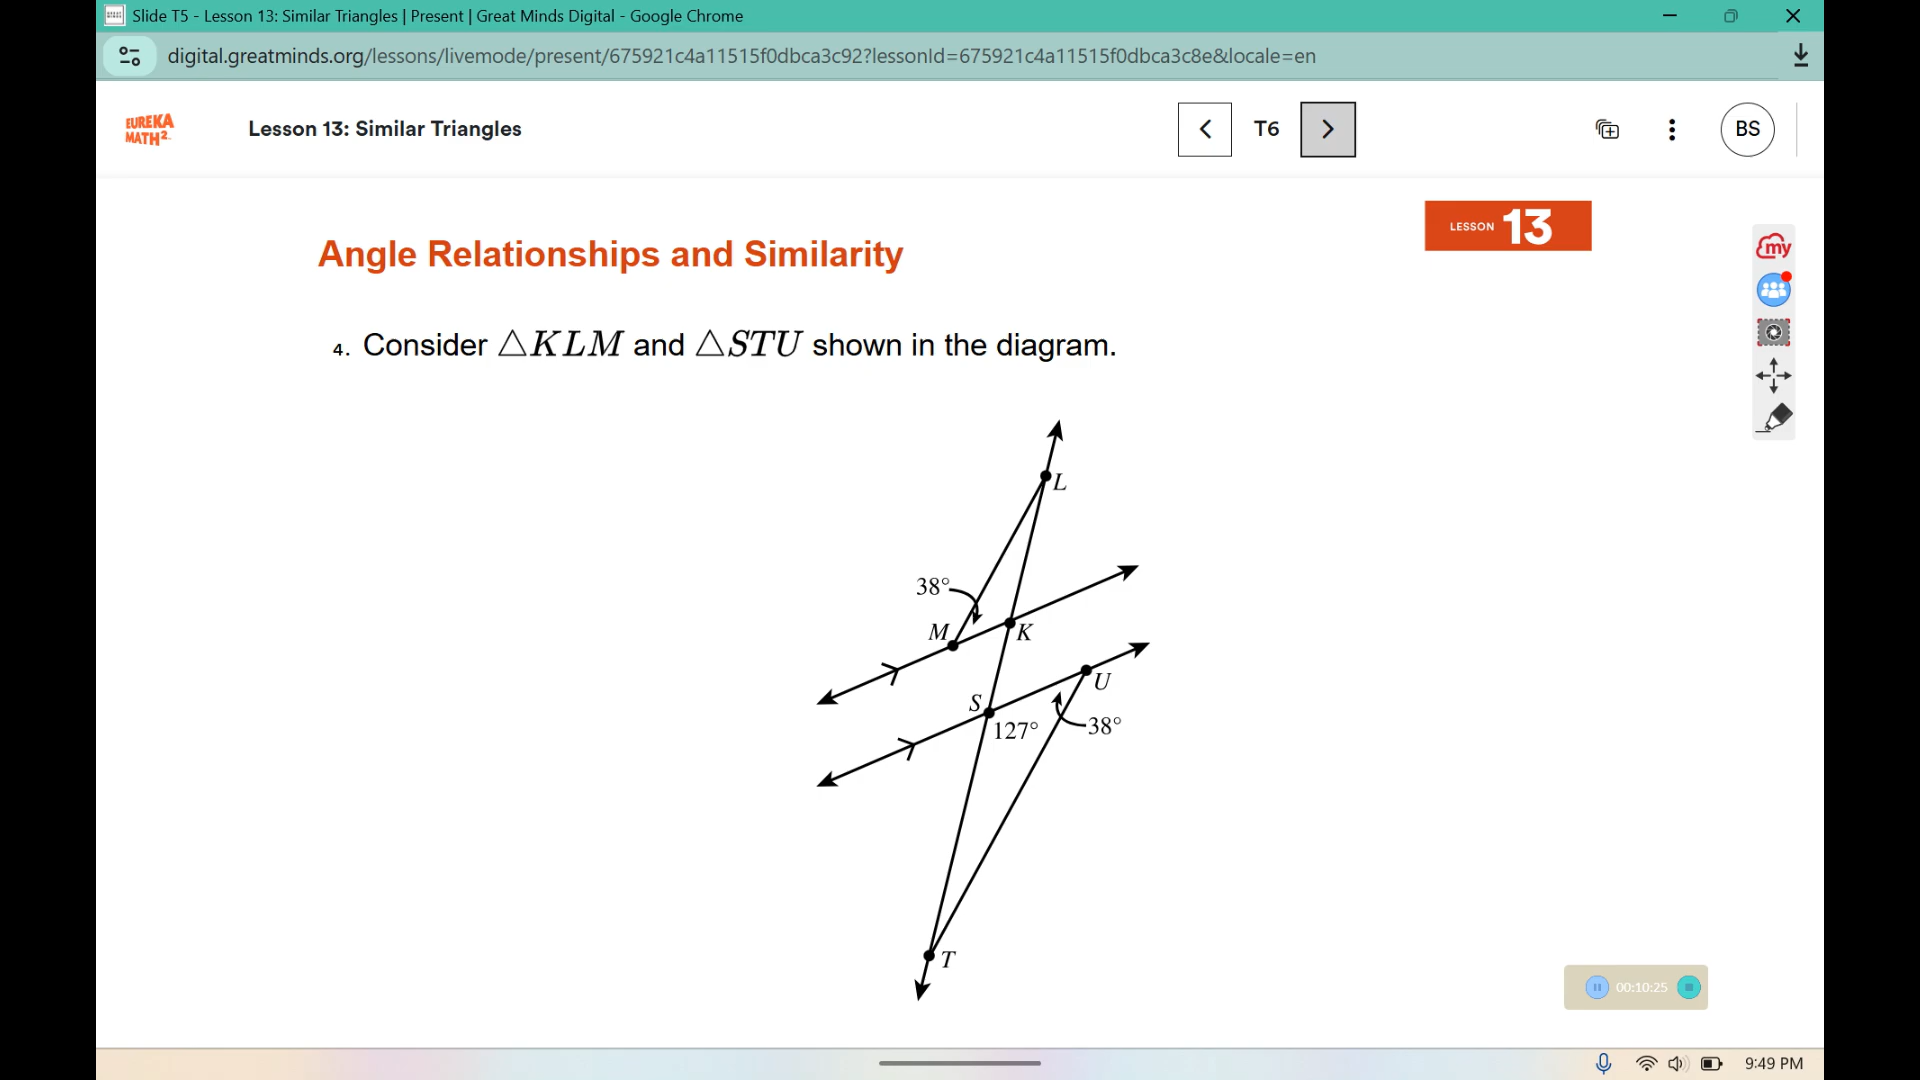 Slide T5 - Lesson 13: Similar Triangles | Present | Great Minds Digital - Google Chrome
digital.greatminds.org/lessons/livemode/present/675921c4a11515f0dbca3c92?lessonId=675921c4a11515f0dbca3c8e&locale=en
EUREKA
MATH²
Lesson 13: Similar Triangles
T6
BS
LESSON 13
my
Angle Relationships and Similarity
4. Consider △KLM and △STU shown in the diagram.
L
38°
M
K
U
S
127°
38°
T
00:10:25
9:49 PM